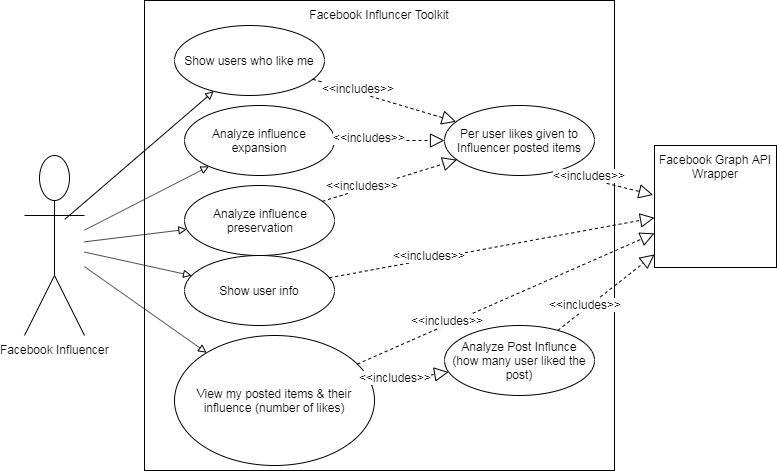 Facebook Influncer Toolkit
Show users who like me
<<includes>>
Analyze influence
expansion
<<includes>>
Per user likes given to
Influencer posted items
Facebook Graph API
Wrapper
<<includes>>
<<includes>>
Analyze influence
preservation
<<includes>>
Show user info
<<includes>>
<<includes>>
Facebook Influencer
Analyze Post Influnce
(how many user liked the
post)
<<includes>>
View my posted items & their
influence (number of likes)